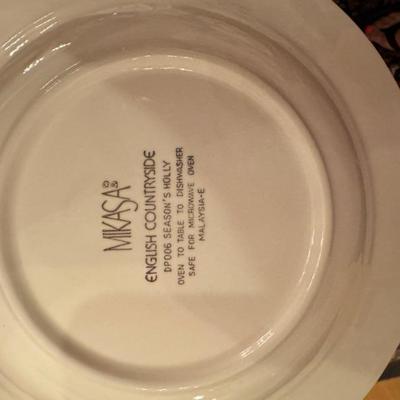 MIKASA ©®
ENGLISH COUNTRYSIDE
DP006 SEASON'S HOLLY
OVEN TO TABLE TO DISHWASHER
SAFE FOR MICROWAVE OVEN
MALAYSIA-E